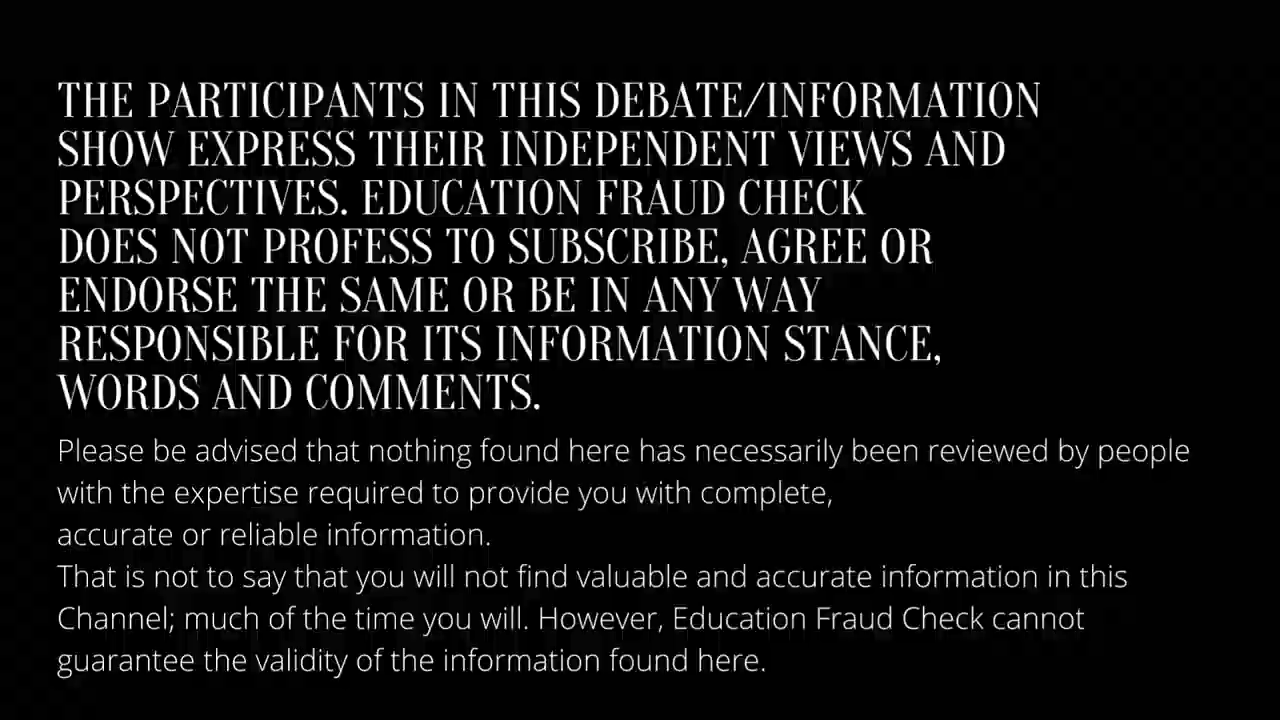 THE PARTICIPANTS IN THIS DEBATE/INFORMATION
SHOW EXPRESS THEIR INDEPENDENT VIEWS AND
PERSPECTIVES. EDUCATION FRAUD CHECK
DOES NOT PROFESS TO SUBSCRIBE, AGREE OR
ENDORSE THE SAME OR BE IN ANY WAY
RESPONSIBLE FOR ITS INFORMATION STANCE,
WORDS AND COMMENTS.
Please be advised that nothing found here has necessarily been reviewed by people
with the expertise required to provide you with complete,
accurate or reliable information.
That is not to say that you will not find valuable and accurate information in this
Channel; much of the time you will. However, Education Fraud Check cannot
guarantee the validity of the information found here.